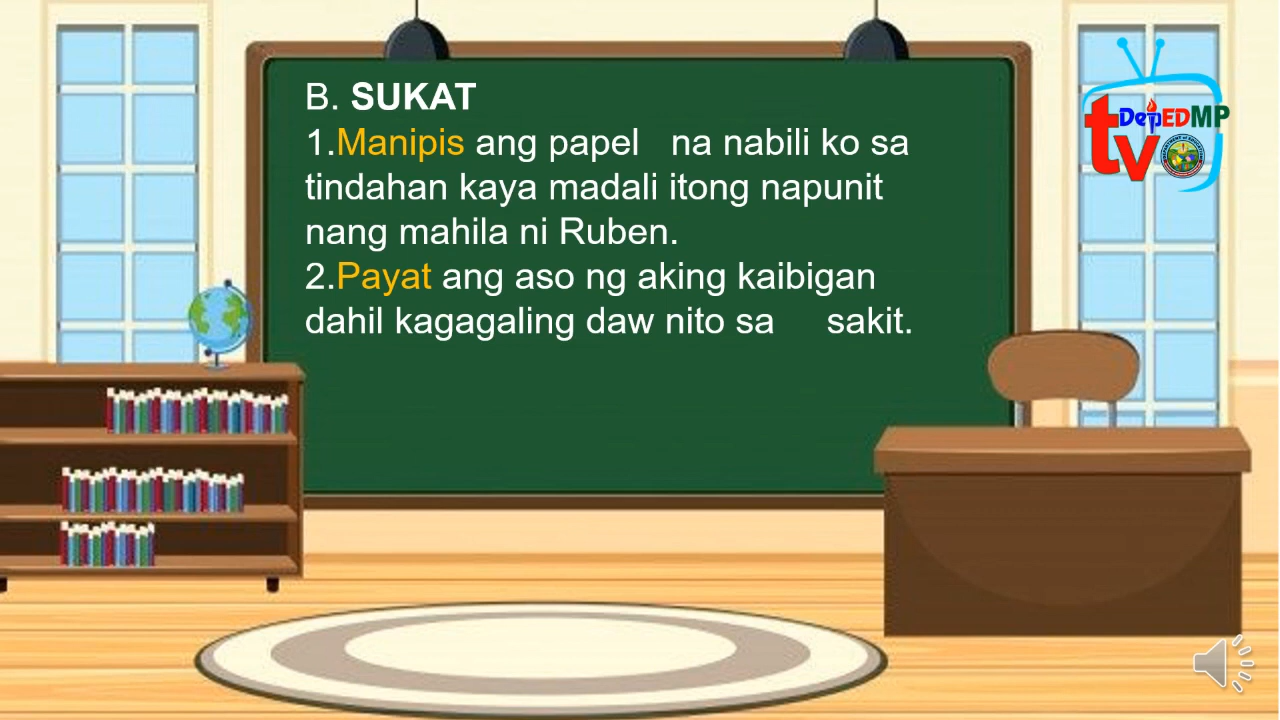 B. SUKAT
1.Manipis ang papel na nabili ko sa
tindahan kaya madali itong napunit
nang mahila ni Ruben.
2.Payat ang aso ng aking kaibigan
dahil kagagaling daw nito sa sakit.
DepEDMP
tv